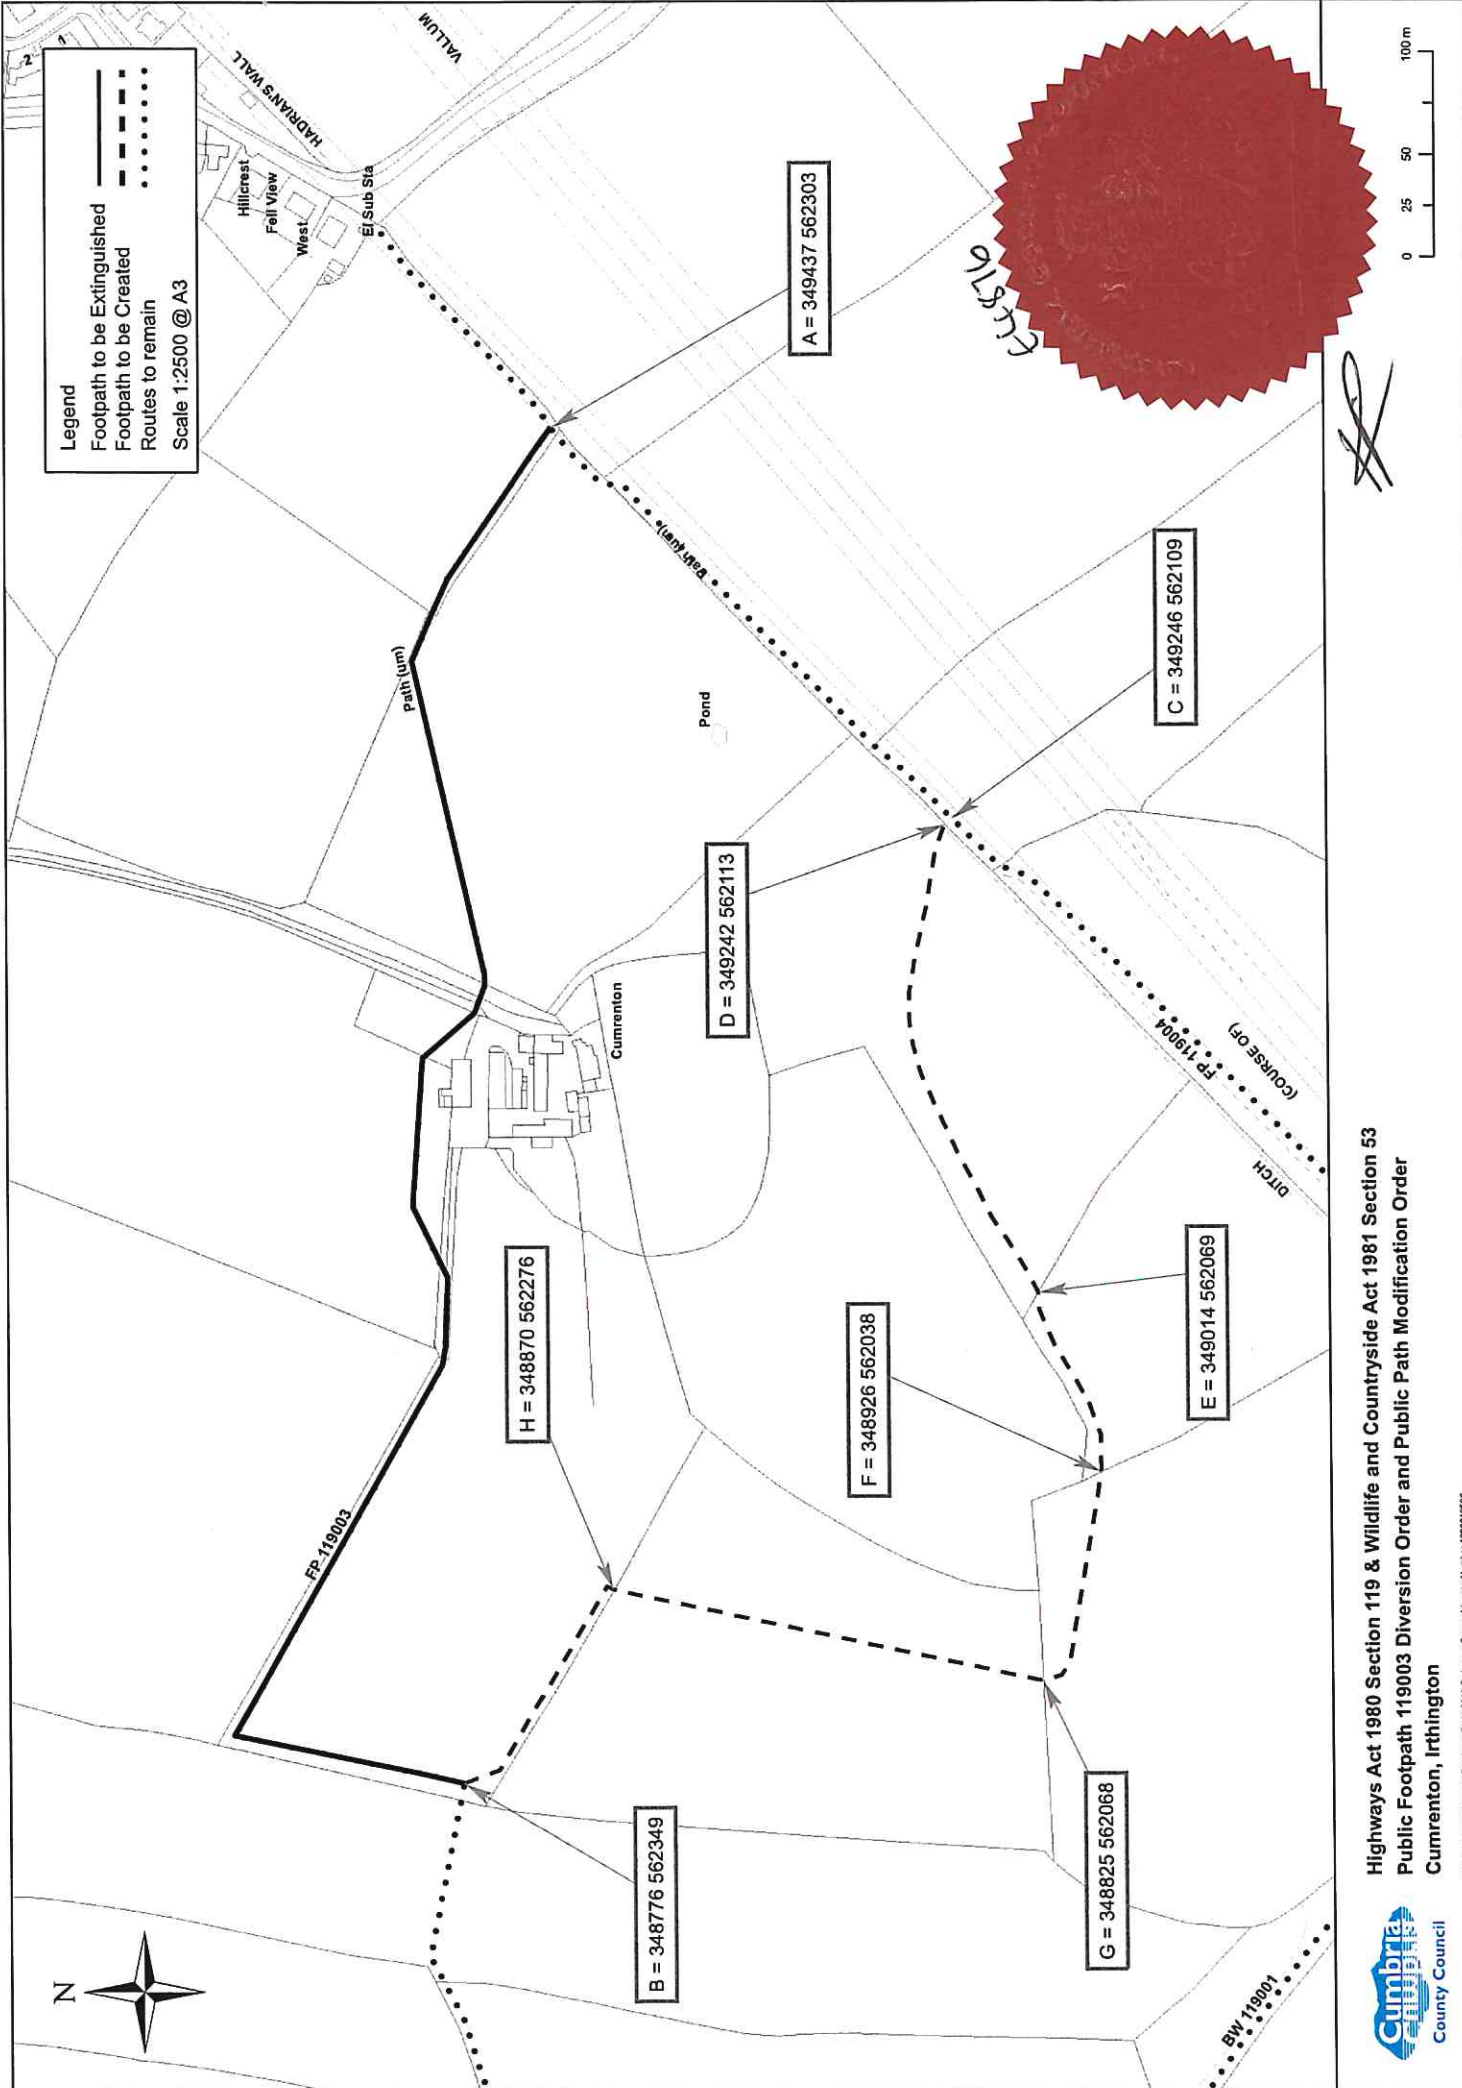 Legend
Footpath to be Extinguished
Footpath to be Created
Routes to remain
Scale 1:2500 @ A3
N
2
1
HADRIAN'S WALL
VALLUM
Hillcrest
Fell View
West
El Sub Sta
A = 349437 562303
Path (um)
Path (um)
Pond
C = 349246 562109
D = 349242 562113
Cumrenton
FP 119004
(COURSE OF)
DITCH
E = 349014 562069
H = 348870 562276
F = 348926 562038
FP 119003
B = 348776 562349
G = 348825 562068
BW 119001
0 25 50 100 m
Cumbria
County Council
Highways Act 1980 Section 119 & Wildlife and Countryside Act 1981 Section 53
Public Footpath 119003 Diversion Order and Public Path Modification Order
Cumrenton, Irthington